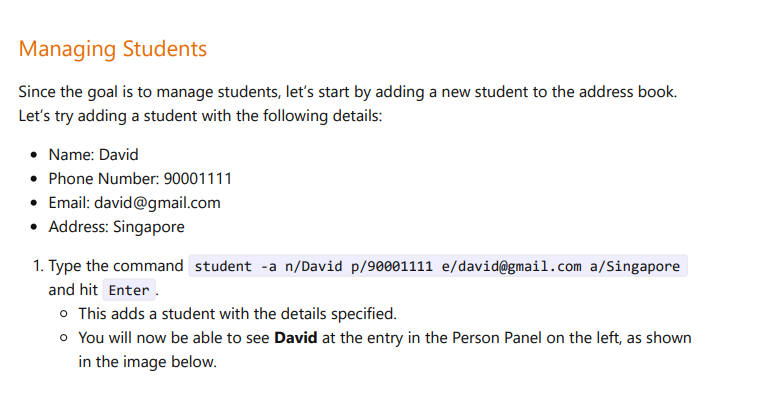 Managing Students
Since the goal is to manage students, let's start by adding a new student to the address book.
Let's try adding a student with the following details:
• Name: David
• Phone Number: 90001111
• Email: david@gmail.com
• Address: Singapore
1. Type the command student -a n/David p/90001111 e/david@gmail.com a/Singapore
and hit Enter.
○ This adds a student with the details specified.
○ You will now be able to see David at the entry in the Person Panel on the left, as shown
in the image below.